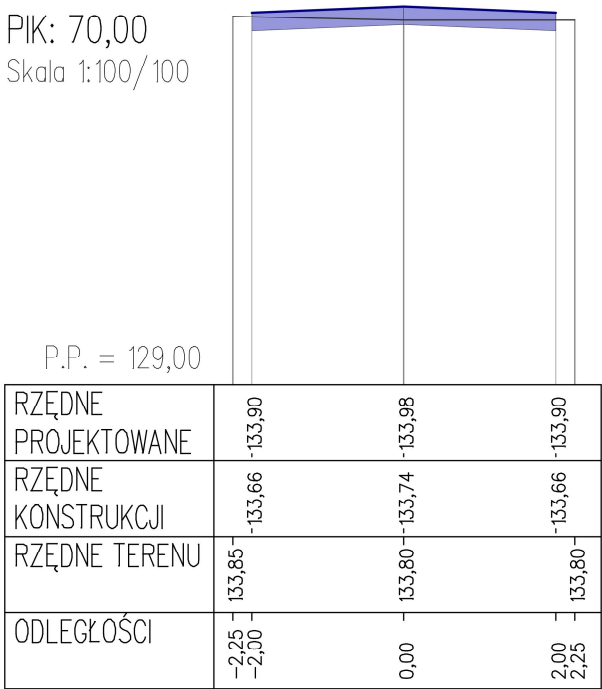 PIK: 70,00
Skala 1:100/100
P.P. = 129,00
RZĘDNE
PROJEKTOWANE
133,90
133,98
133,90
RZĘDNE
KONSTRUKCJI
133,66
133,74
133,66
RZĘDNE TERENU
133,85
133,80
133,80
ODLEGŁOŚCI
-2,25
-2,00
0,00
2,00
2,25